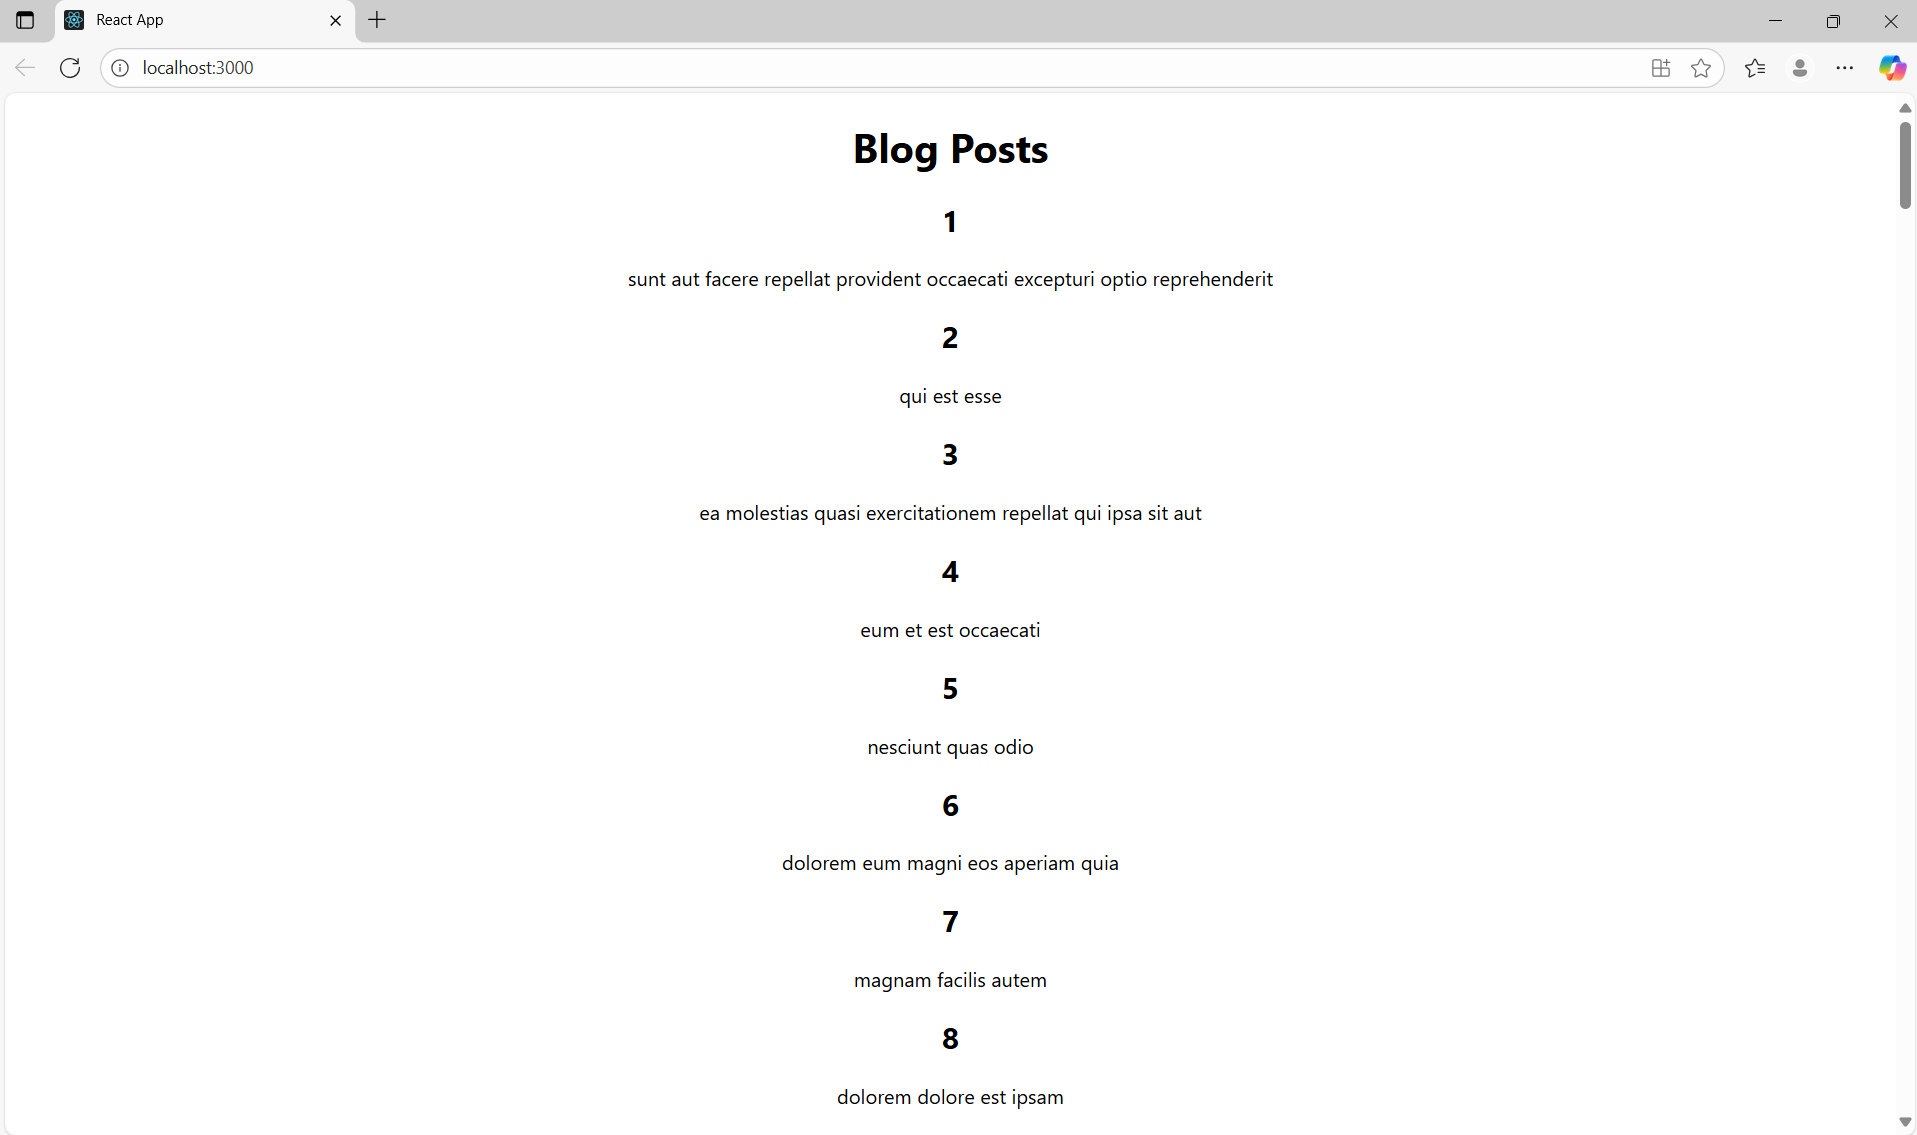 React App
localhost:3000
Blog Posts
1
sunt aut facere repellat provident occaecati excepturi optio reprehenderit
2
qui est esse
3
ea molestias quasi exercitationem repellat qui ipsa sit aut
4
eum et est occaecati
5
nesciunt quas odio
6
dolorem eum magni eos aperiam quia
7
magnam facilis autem
8
dolorem dolore est ipsam